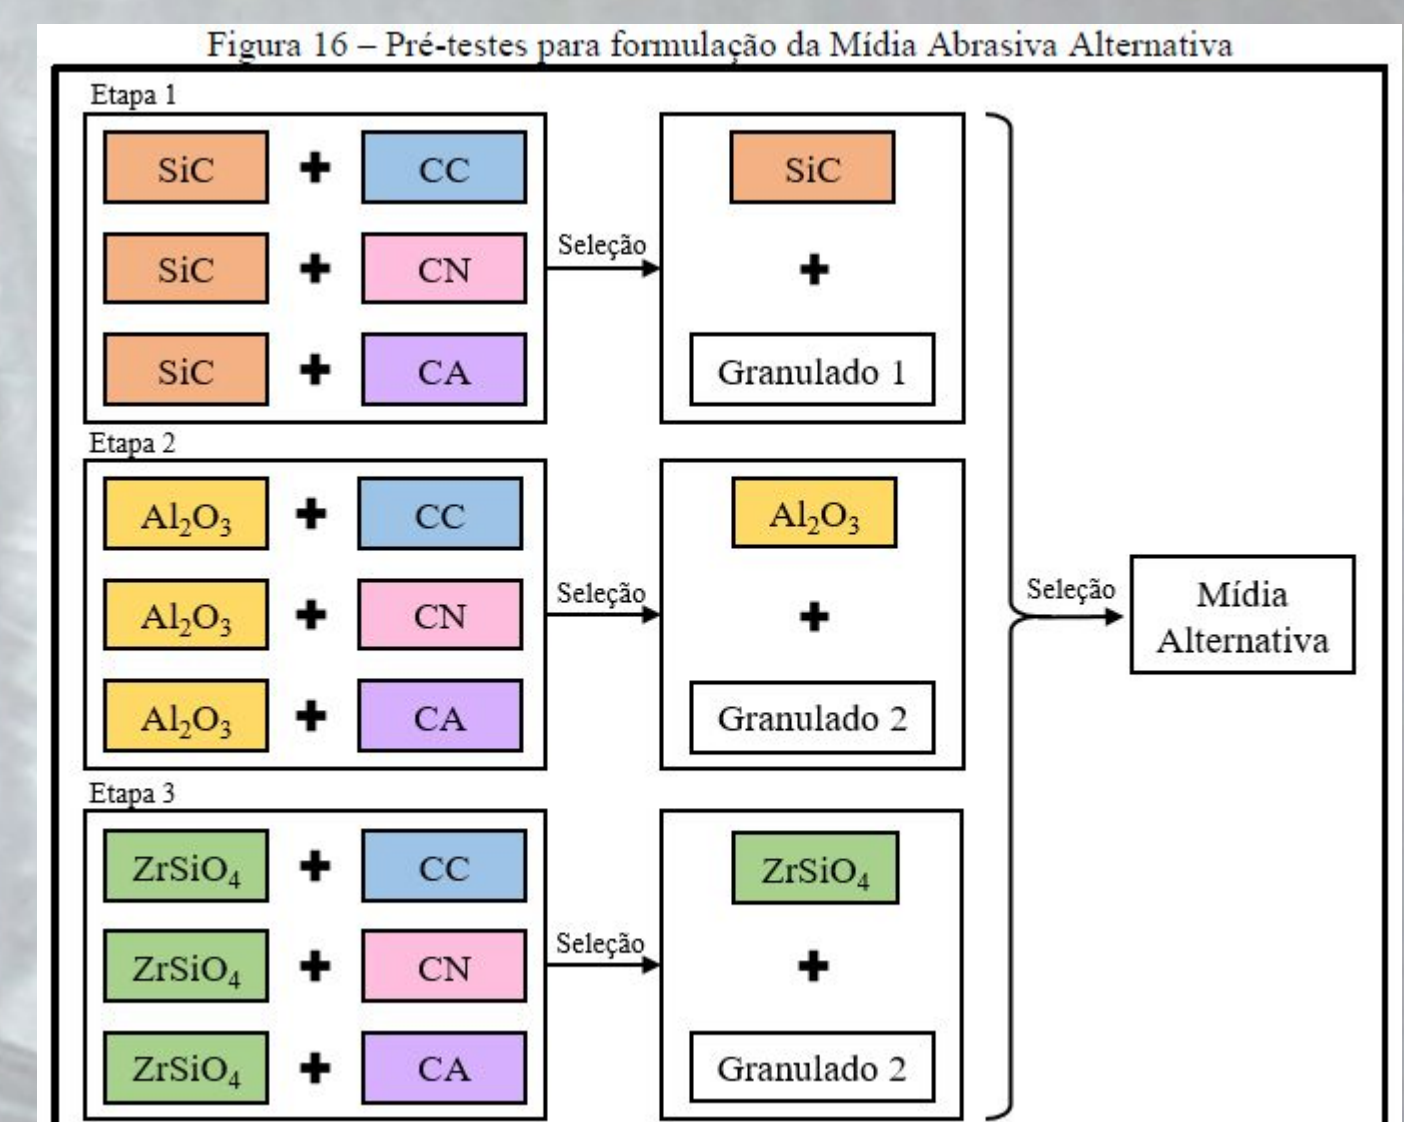 Figura 16 – Pré-testes para formulação da Mídia Abrasiva Alternativa
Etapa 1
SiC + CC
SiC + CN
SiC + CA
Seleção
SiC
+
Granulado 1
Etapa 2
Al₂O₃ + CC
Al₂O₃ + CN
Al₂O₃ + CA
Seleção
Al₂O₃
+
Granulado 2
Etapa 3
ZrSiO₄ + CC
ZrSiO₄ + CN
ZrSiO₄ + CA
Seleção
ZrSiO₄
+
Granulado 2
Seleção
Mídia
Alternativa